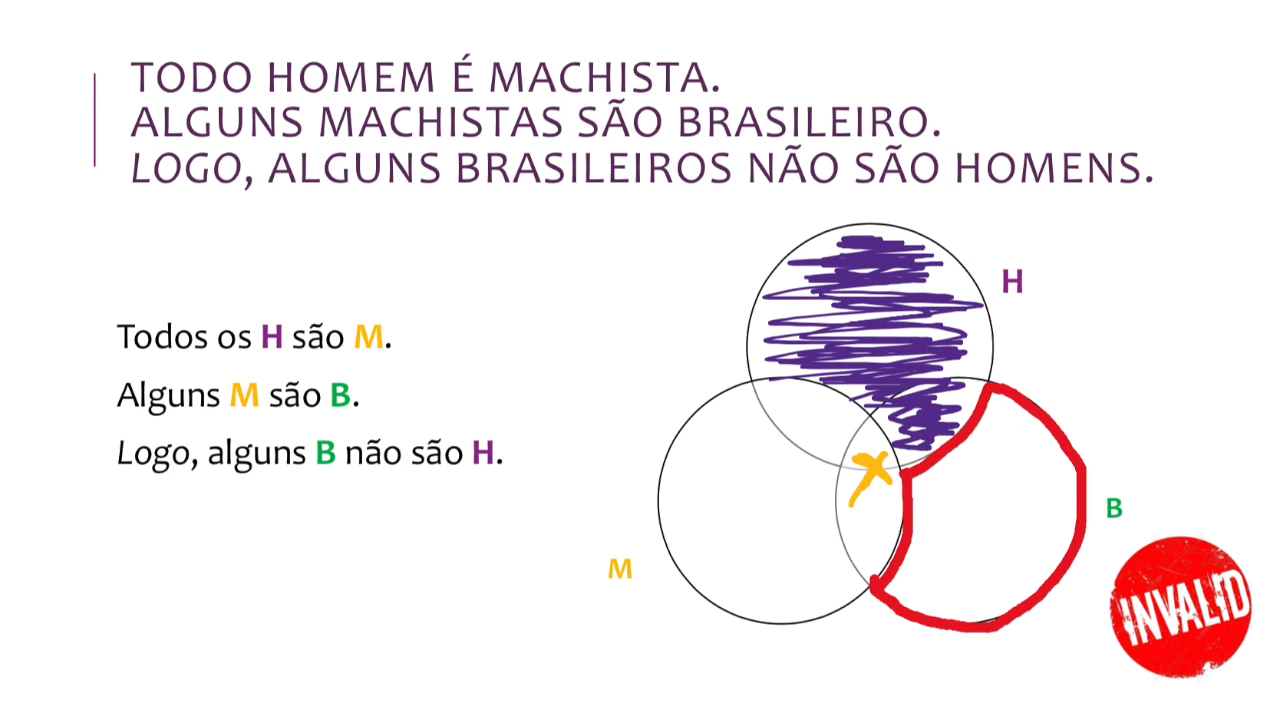 TODO HOMEM É MACHISTA.
ALGUNS MACHISTAS SÃO BRASILEIRO.
LOGO, ALGUNS BRASILEIROS NÃO SÃO HOMENS.
H
Todos os H são M.
Alguns M são B.
Logo, alguns B não são H.
B
M
INVALID